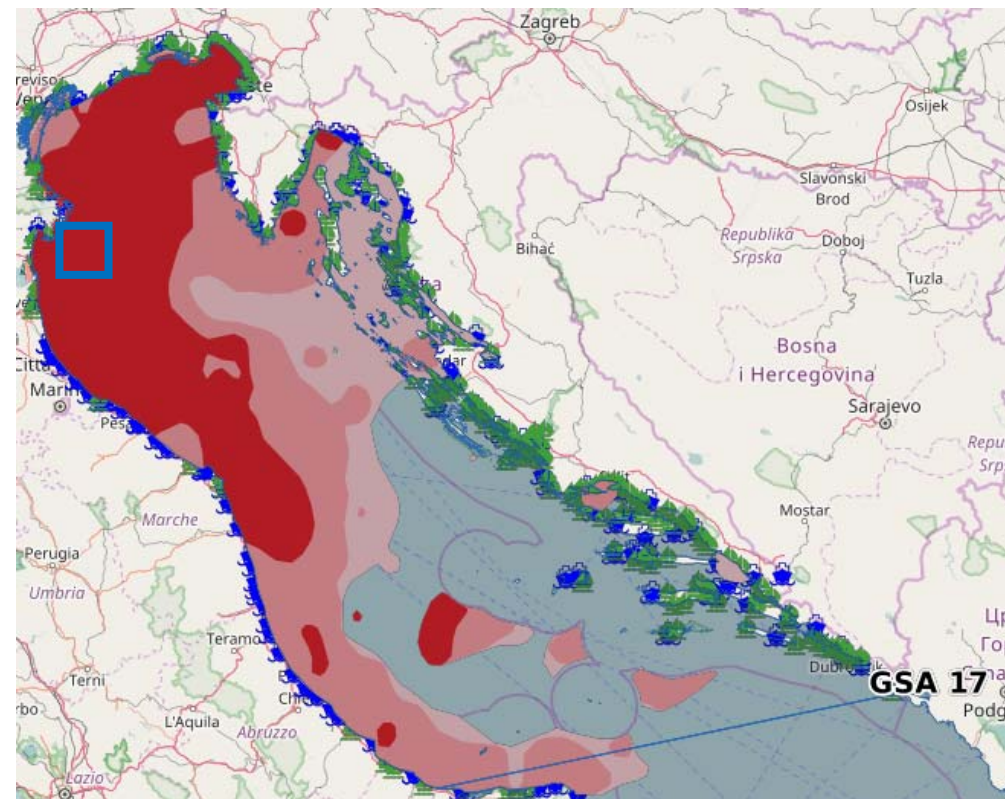 Zagreb
Osijek
Slavonski
Brod
Republika
Srpska
Doboj
Bihać
Tuzla
Bosna
i Hercegovina
Sarajevo
Mostar
Marche
Perugia
Umbria
Teramo
Terni
L'Aquila
Abruzzo
Lazio
GSA 17